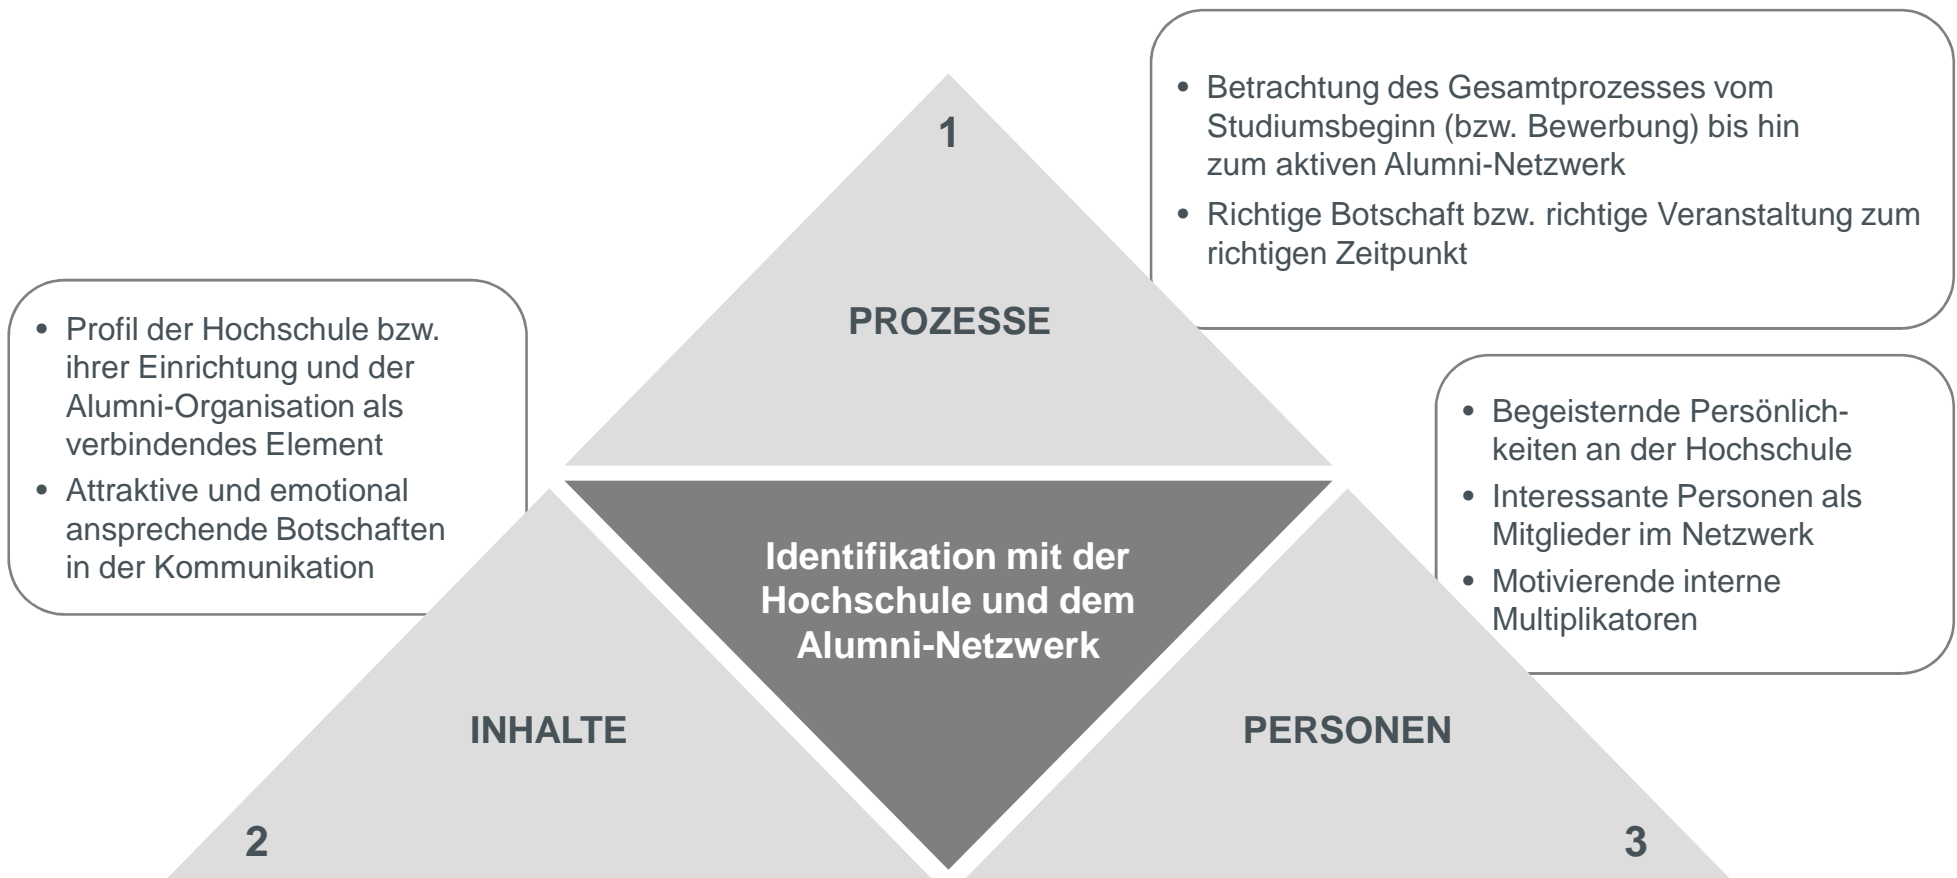 1
PROZESSE
• Betrachtung des Gesamtprozesses vom
Studiumsbeginn (bzw. Bewerbung) bis hin
zum aktiven Alumni-Netzwerk
• Richtige Botschaft bzw. richtige Veranstaltung zum
richtigen Zeitpunkt
• Profil der Hochschule bzw.
ihrer Einrichtung und der
Alumni-Organisation als
verbindendes Element
• Attraktive und emotional
ansprechende Botschaften
in der Kommunikation
• Begeisternde Persönlich-
keiten an der Hochschule
• Interessante Personen als
Mitglieder im Netzwerk
• Motivierende interne
Multiplikatoren
Identifikation mit der
Hochschule und dem
Alumni-Netzwerk
INHALTE
2
PERSONEN
3